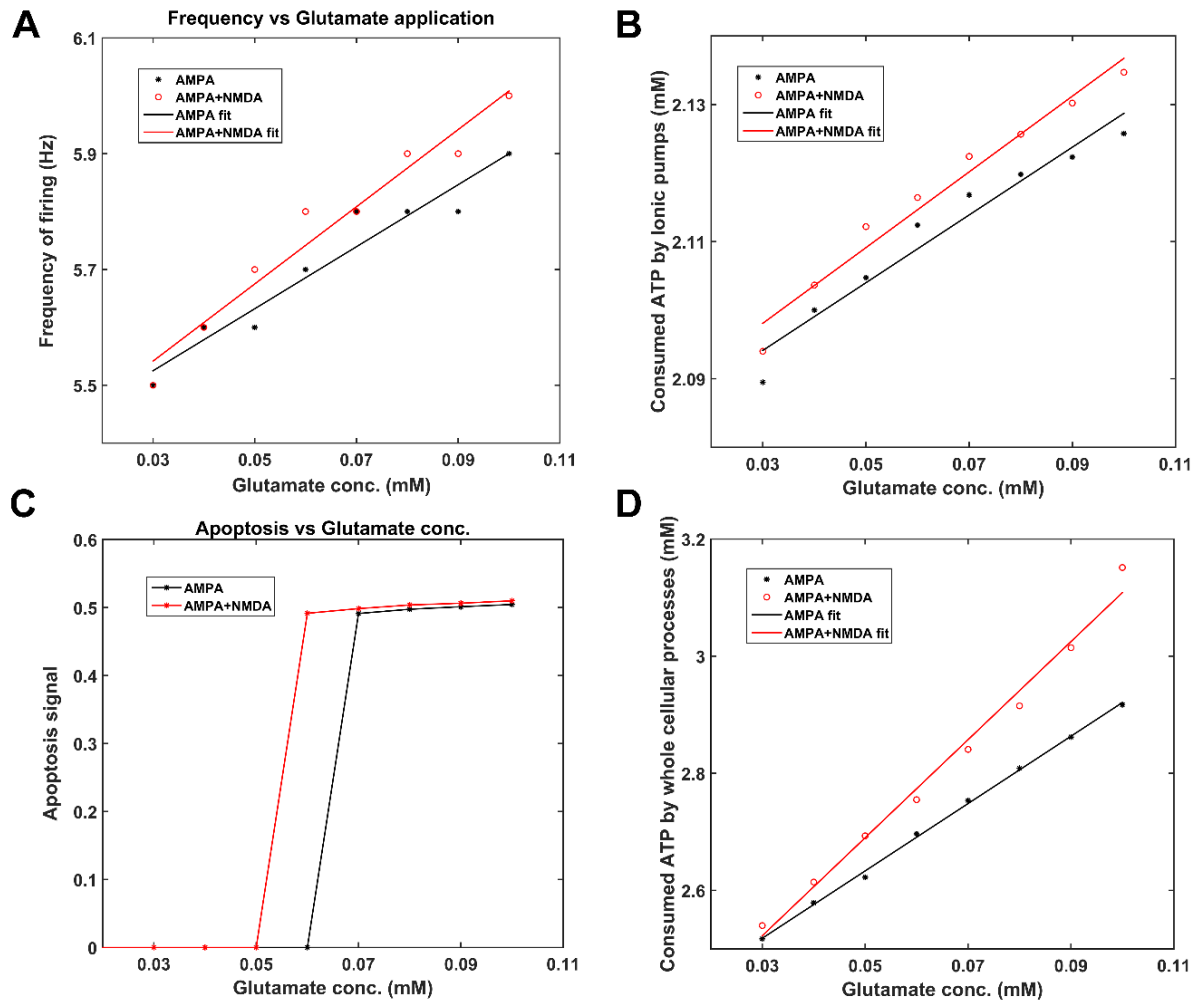 A
Frequency vs Glutamate application
6.1
5.9
5.7
5.5
Frequency of firing (Hz)
AMPA
AMPA+NMDA
AMPA fit
AMPA+NMDA fit
0.03
0.05
0.07
0.09
0.11
Glutamate conc. (mM)
B
2.13
2.11
2.09
Consumed ATP by Ionic pumps (mM)
AMPA
AMPA+NMDA
AMPA fit
AMPA+NMDA fit
0.03
0.05
0.07
0.09
0.11
Glutamate conc. (mM)
C
Apoptosis vs Glutamate conc.
0.6
0.5
0.4
0.3
0.2
0.1
0
Apoptosis signal
AMPA
AMPA+NMDA
0.03
0.05
0.07
0.09
0.11
Glutamate conc. (mM)
D
3.2
3
2.8
2.6
Consumed ATP by whole cellular processes (mM)
AMPA
AMPA+NMDA
AMPA fit
AMPA+NMDA fit
0.03
0.05
0.07
0.09
0.11
Glutamate conc. (mM)